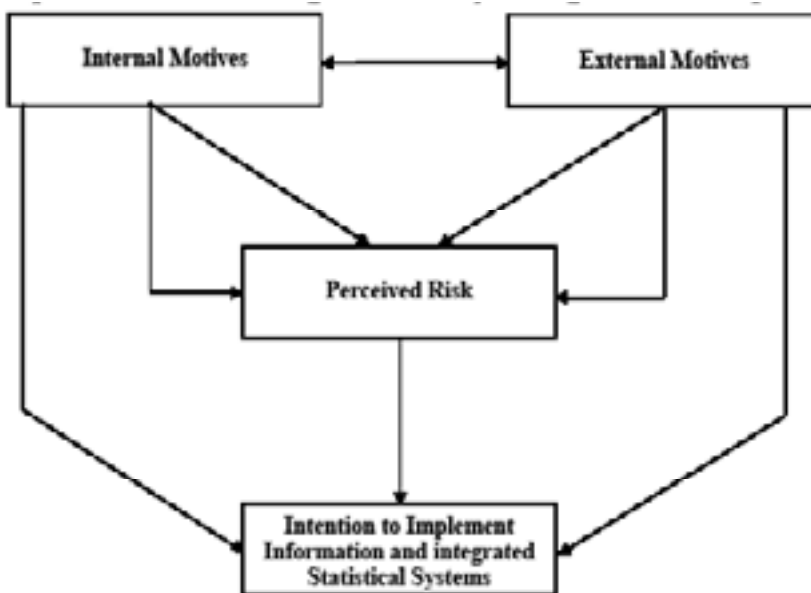 Internal Motives
External Motives
Perceived Risk
Intention to Implement
Information and integrated
Statistical Systems